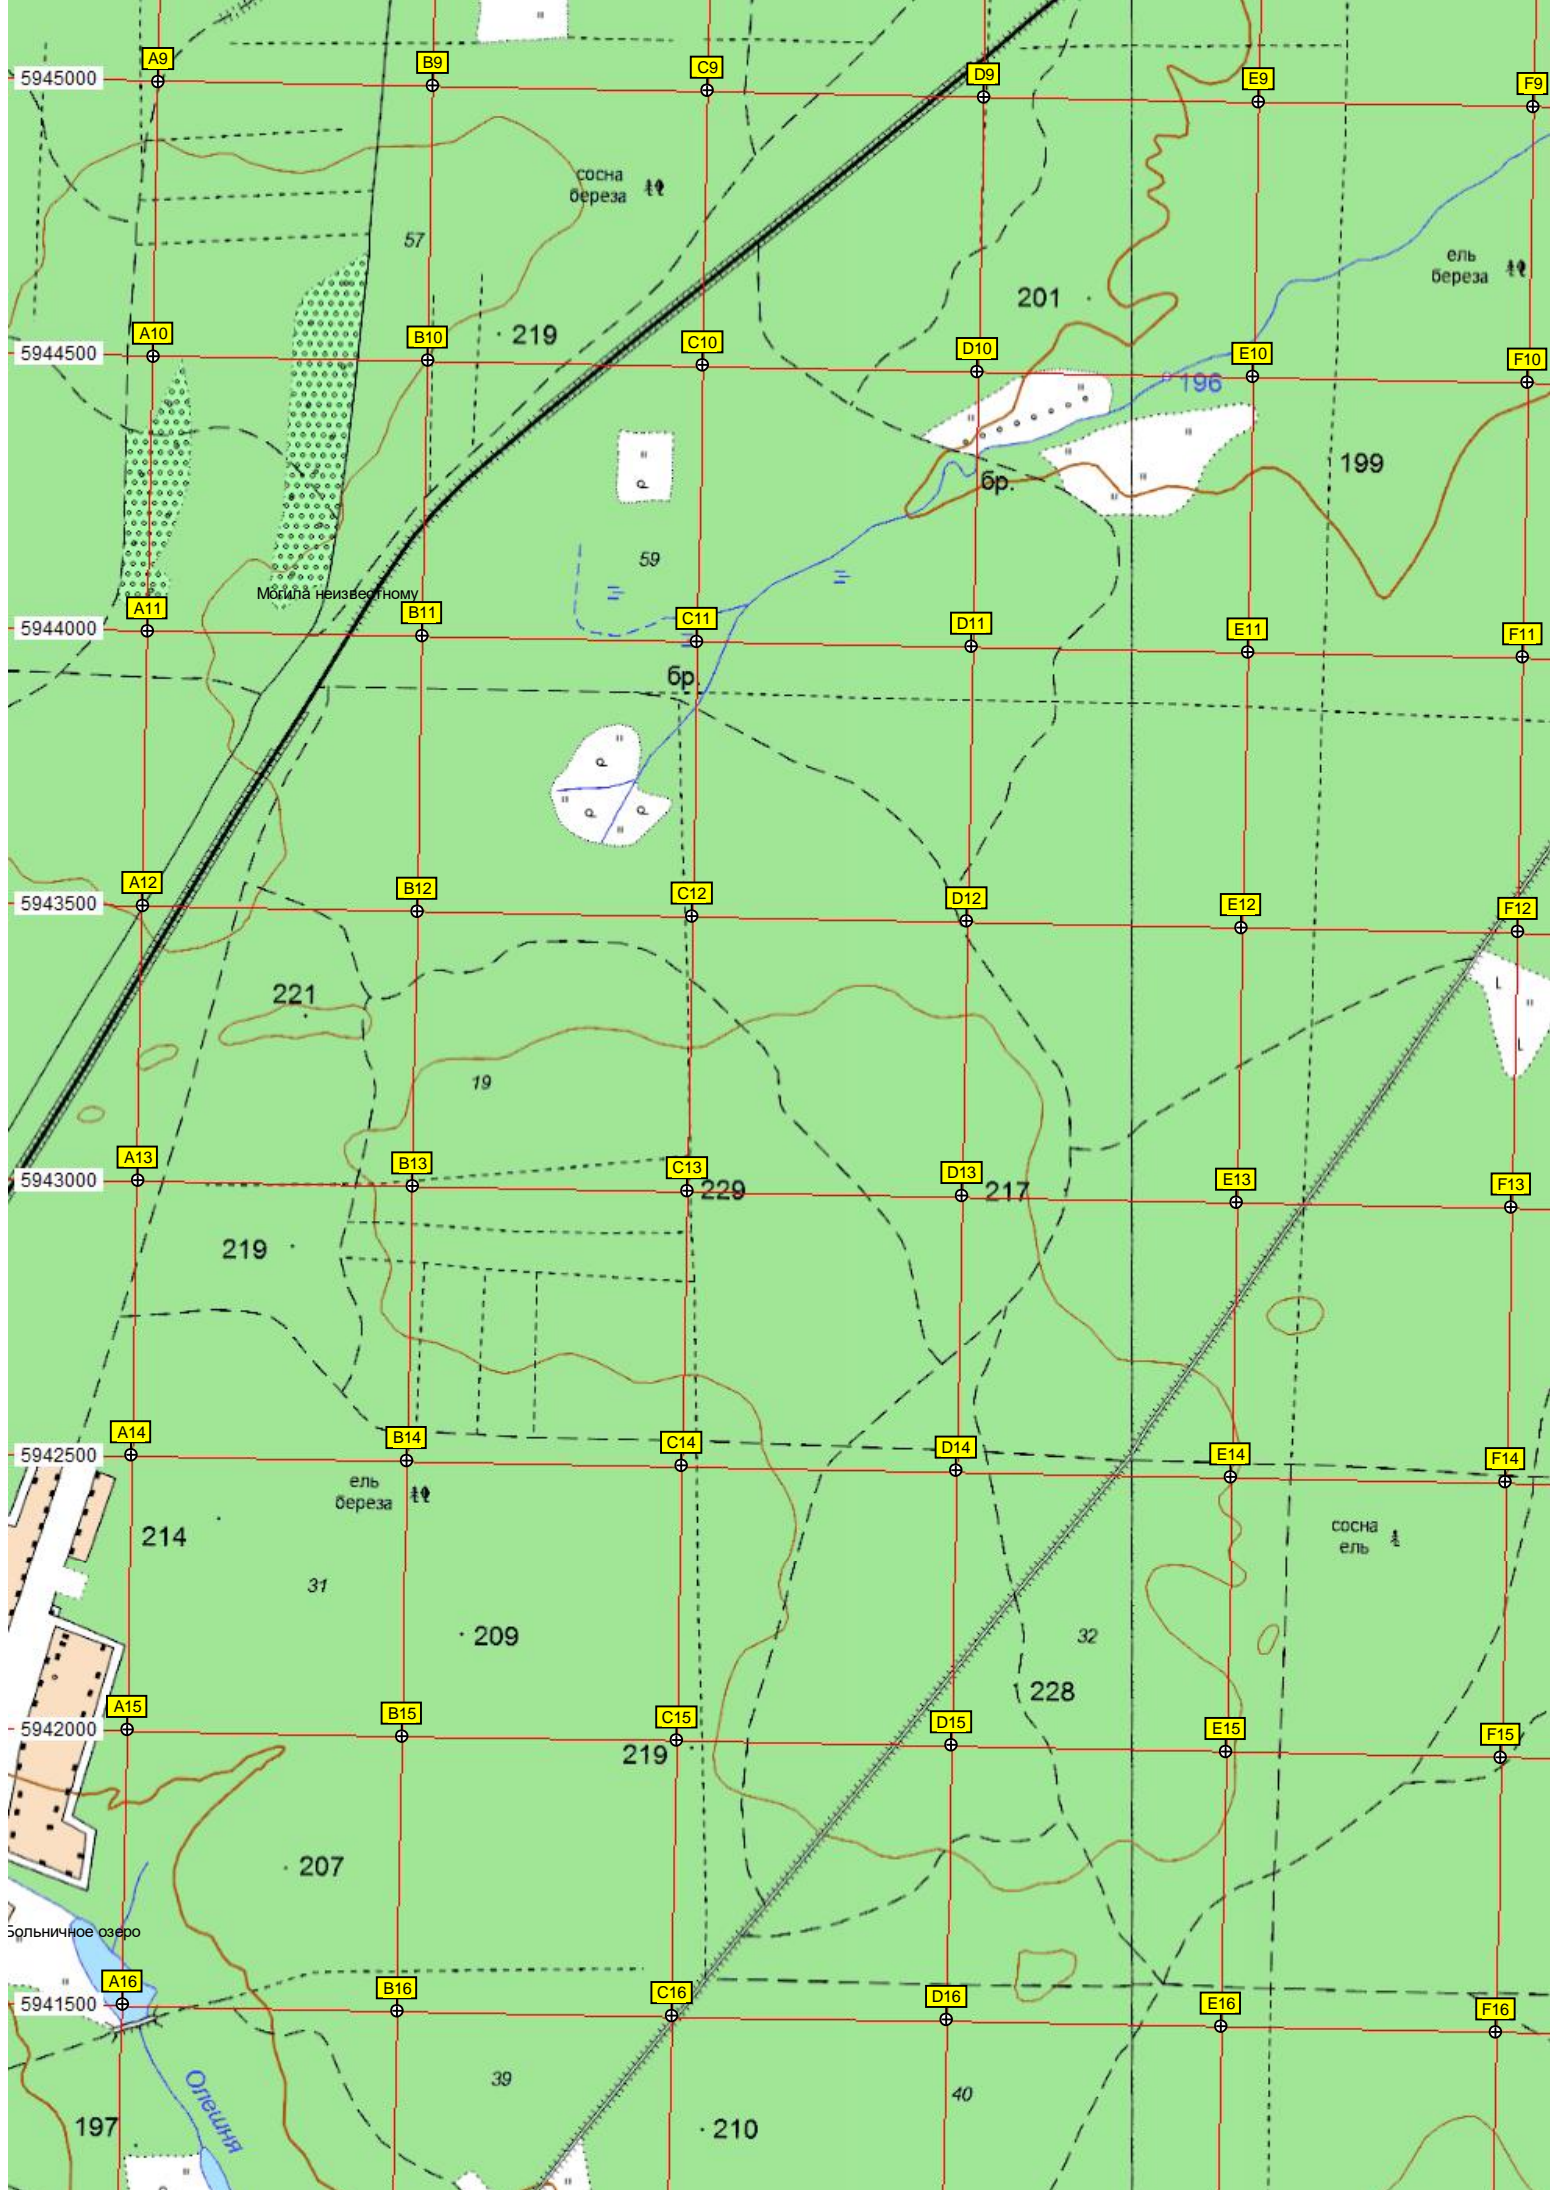 A9
B9
C9
D9
E9
F9
5945000
сосна
береза
57
ель
береза
201
219
A10
B10
C10
D10
E10
F10
5944500
196
199
бр.
59
Могила неизвестному
A11
B11
C11
D11
E11
F11
5944000
бр.
A12
B12
C12
D12
E12
F12
5943500
221
19
A13
B13
C13
D13
E13
F13
5943000
229
217
219
A14
B14
C14
D14
E14
F14
5942500
ель
береза
сосна
ель
214
31
209
32
228
A15
B15
C15
D15
E15
F15
5942000
219
207
Больничное озеро
A16
B16
C16
D16
E16
F16
5941500
Олешня
39
40
197
210